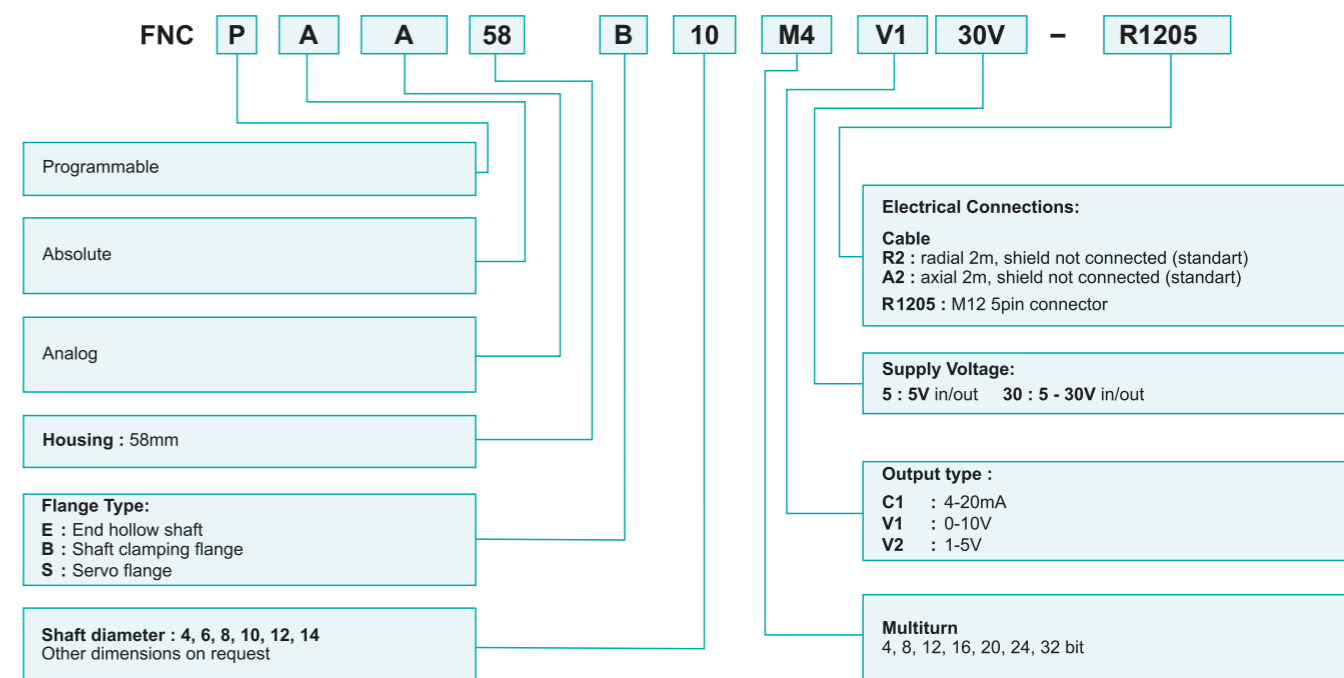 FNC P A A 58 B 10 M4 V1 30V – R1205
Programmable
Absolute
Analog
Housing : 58mm
Flange Type:
E : End hollow shaft
B : Shaft clamping flange
S : Servo flange
Shaft diameter : 4, 6, 8, 10, 12, 14
Other dimensions on request
Electrical Connections:
Cable
R2 : radial 2m, shield not connected (standart)
A2 : axial 2m, shield not connected (standart)
R1205 : M12 5pin connector
Supply Voltage:
5 : 5V in/out 30 : 5 - 30V in/out
Output type :
C1 : 4-20mA
V1 : 0-10V
V2 : 1-5V
Multiturn
4, 8, 12, 16, 20, 24, 32 bit